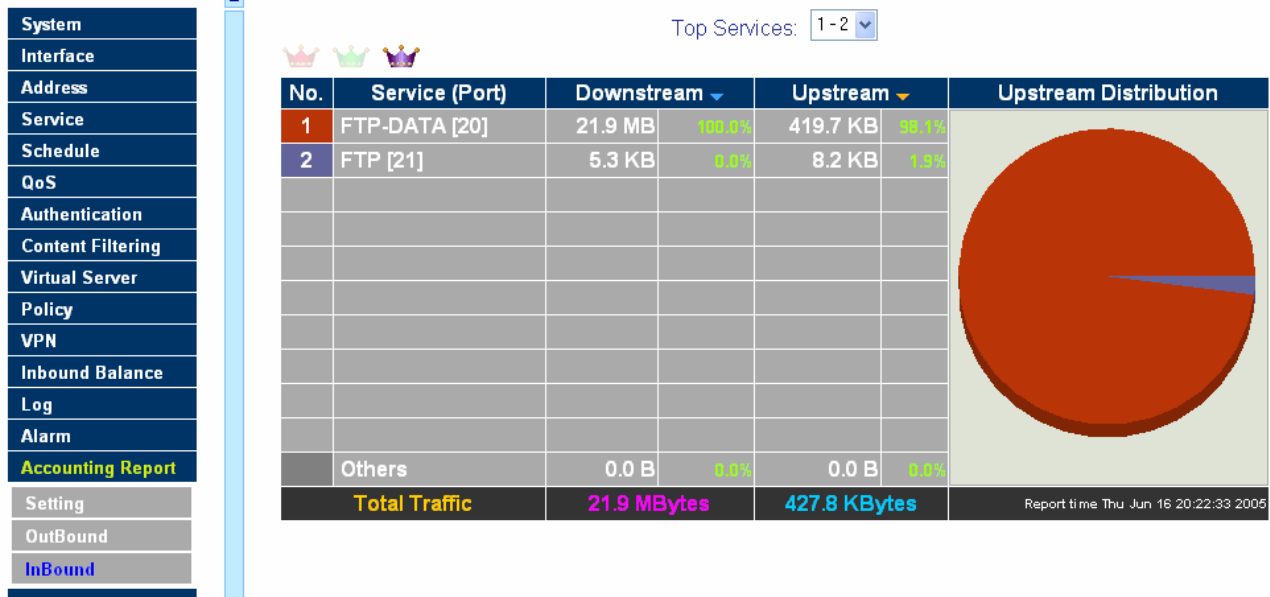 System
Interface
Address
Service
Schedule
QoS
Authentication
Content Filtering
Virtual Server
Policy
VPN
Inbound Balance
Log
Alarm
Accounting Report
Setting
OutBound
InBound
Top Services: 1-2
No. Service (Port) Downstream Upstream Upstream Distribution
1 FTP-DATA [20] 21.9 MB 100.0% 419.7 KB 98.1%
2 FTP [21] 5.3 KB 0.0% 8.2 KB 1.9%
Others 0.0 B 0.0% 0.0 B 0.0%
Total Traffic 21.9 MBytes 427.8 KBytes Report time Thu Jun 16 20:22:33 2005